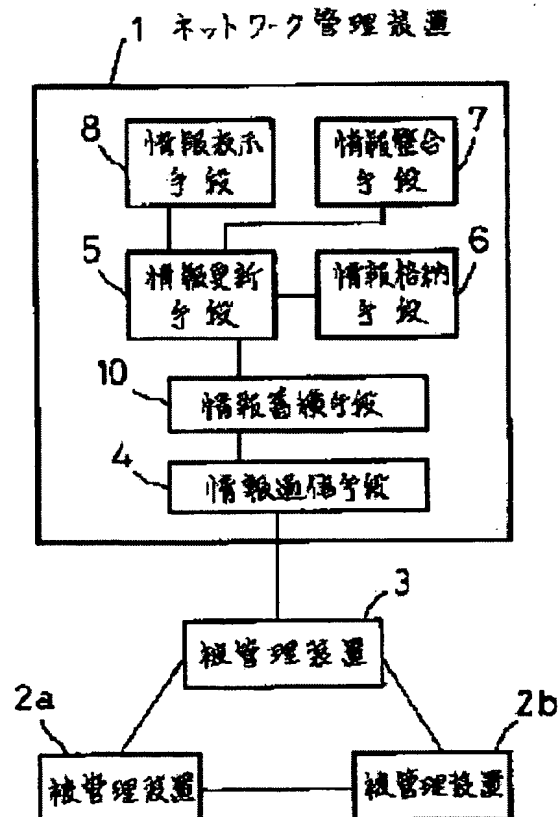 1 ネットワーク管理装置
8 7
情報表示 情報整合
手段 手段
5 6
情報更新 情報格納
手段 手段
10
情報蓄積手段
4
情報通信手段
3
被管理装置
2a 2b
被管理装置 被管理装置